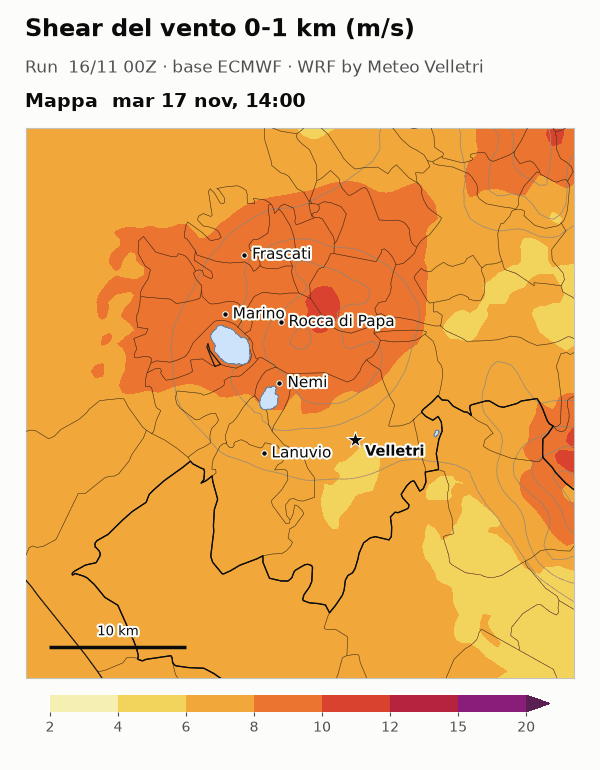 Shear del vento 0-1 km (m/s)
Run  16/11 00Z · base ECMWF · WRF by Meteo Velletri
Mappa  mar 17 nov, 14:00
Frascati
Marino
Rocca di Papa
Nemi
Velletri
Lanuvio
10 km
2 4 6 8 10 12 15 20